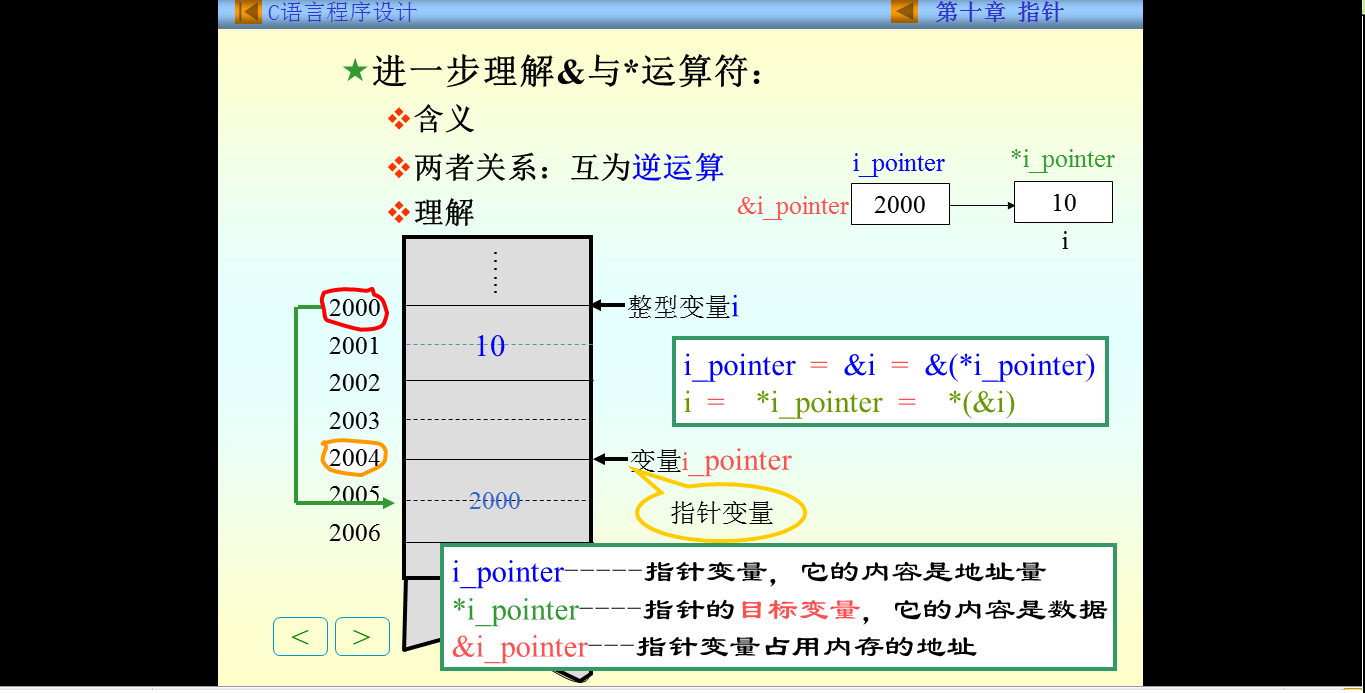 C语言程序设计
第十章 指针
★进一步理解&与*运算符：
❖含义
❖两者关系：互为逆运算
❖理解
i_pointer
*i_pointer
&i_pointer
2000
10
i
2000
2001
2002
2003
2004
2005
2006
10
2000
整型变量i
i_pointer = &i = &(*i_pointer)
i = *i_pointer = *(&i)
变量i_pointer
指针变量
i_pointer-----指针变量，它的内容是地址量
*i_pointer----指针的目标变量，它的内容是数据
&i_pointer---指针变量占用内存的地址
<
>